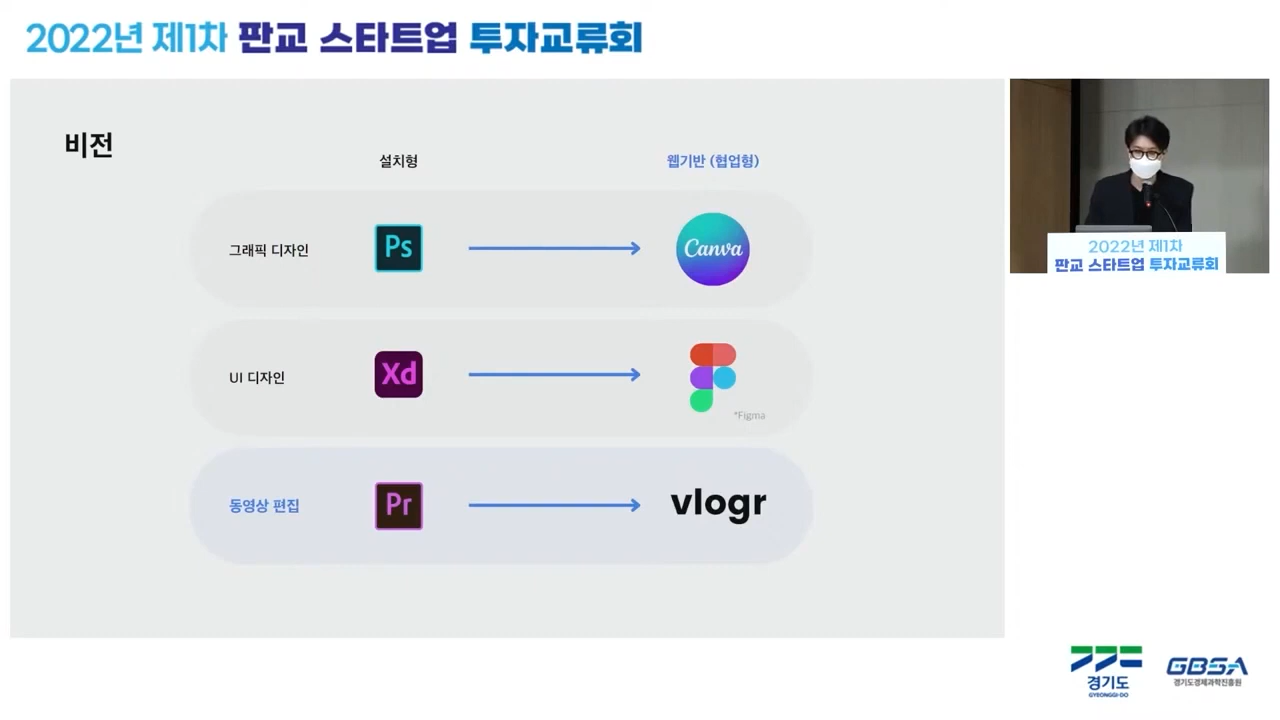 2022년 제1차 판교 스타트업 투자교류회
비전
설치형
웹기반 (협업형)
그래픽 디자인
Ps
Canva
UI 디자인
Xd
*Figma
동영상 편집
Pr
vlogr
2022년 제1차
판교 스타트업 투자교류회
경기도
GYEONGGI-DO
GBSA
경기도경제과학진흥원